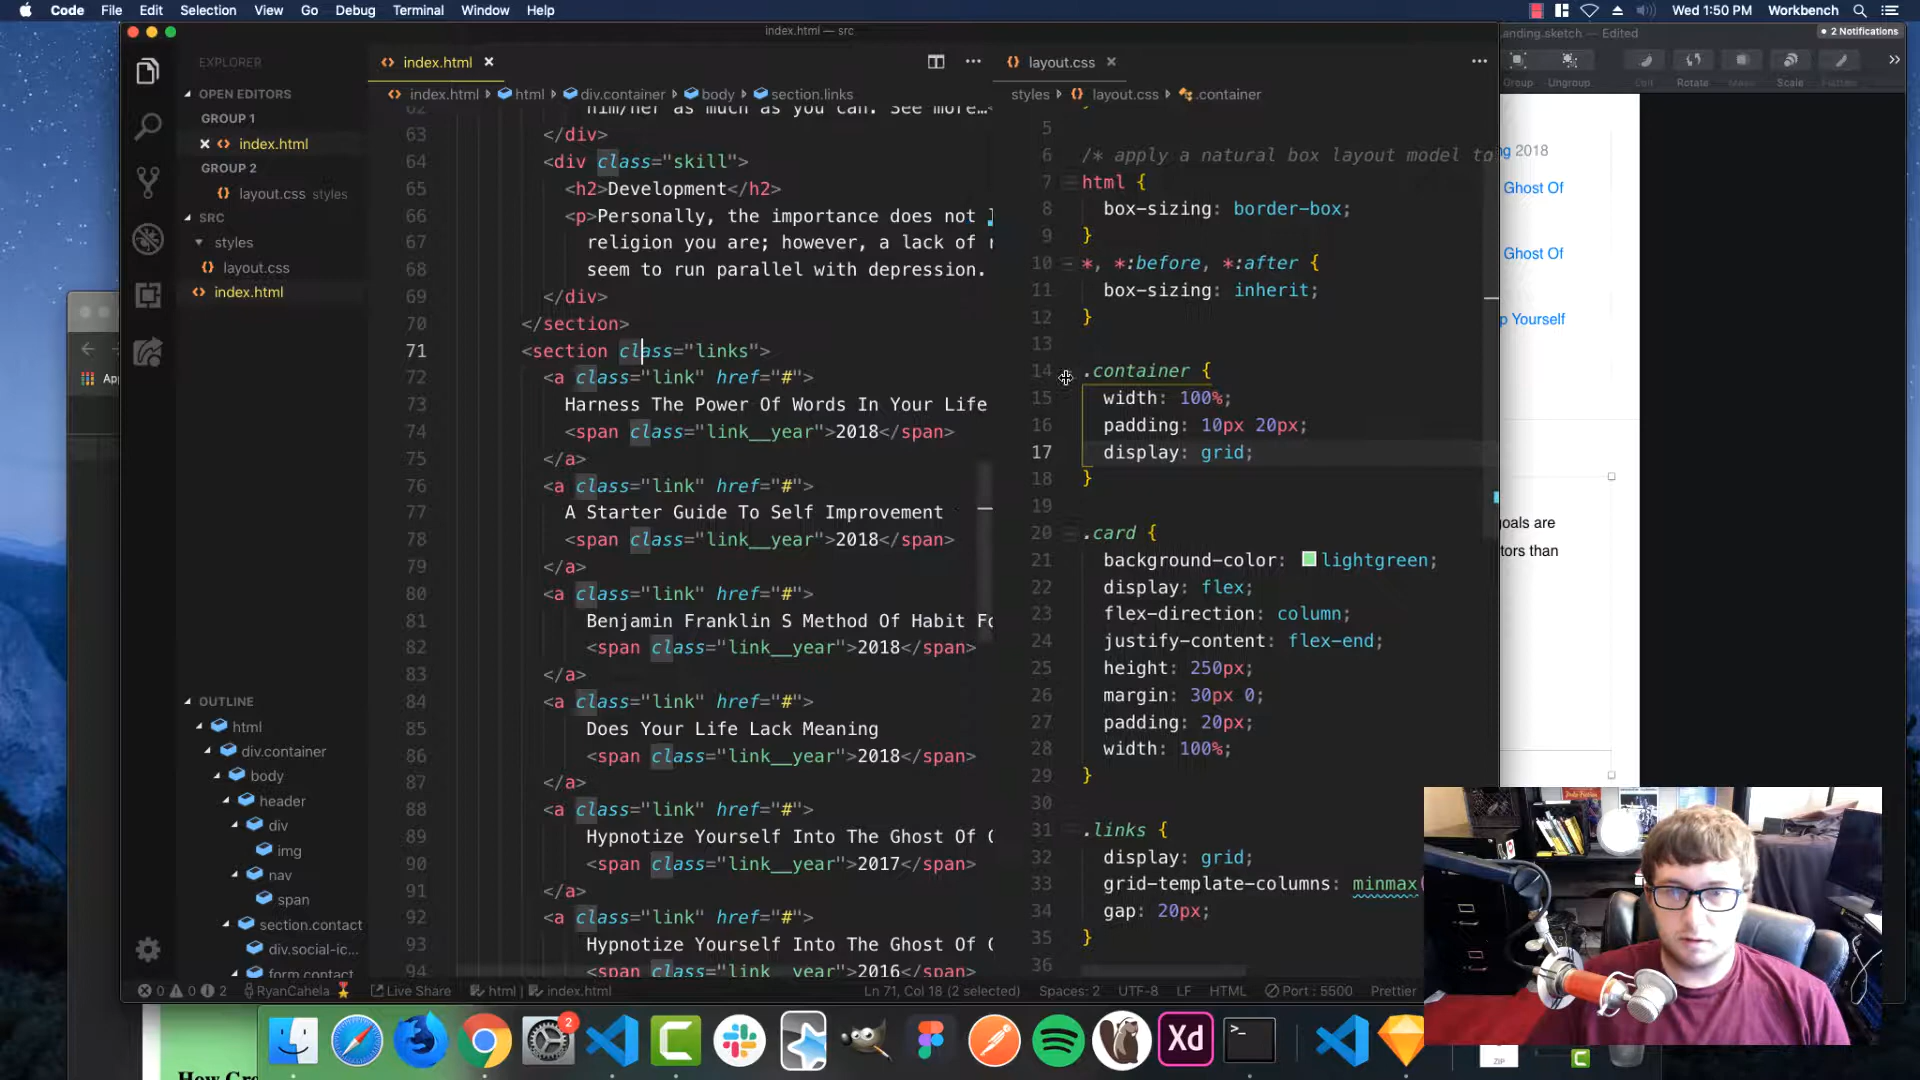 Code File Edit Selection View Go Debug Terminal Window Help
Wed 1:50 PM Workbench
index.html — src
anding.sketch — Edited
2 Notifications
Group Ungroup Rotate Scale
EXPLORER
OPEN EDITORS
GROUP 1
index.html
GROUP 2
layout.css styles
SRC
styles
layout.css
index.html
OUTLINE
html
div.container
body
header
div
img
nav
span
section.contact
div.social-ic...
form.contact
index.html
index.html html div.container body section.links
62 him/her as much as you can. See more…<
63 </div>
64 <div class="skill">
65 <h2>Development</h2>
66 <p>Personally, the importance does not
67 religion you are; however, a lack of
68 seem to run parallel with depression.
69 </div>
70 </section>
71 <section class="links">
72 <a class="link" href="#">
73 Harness The Power Of Words In Your Life
74 <span class="link__year">2018</span>
75 </a>
76 <a class="link" href="#">
77 A Starter Guide To Self Improvement
78 <span class="link__year">2018</span>
79 </a>
80 <a class="link" href="#">
81 Benjamin Franklin S Method Of Habit Fo
82 <span class="link__year">2018</span>
83 </a>
84 <a class="link" href="#">
85 Does Your Life Lack Meaning
86 <span class="link__year">2018</span>
87 </a>
88 <a class="link" href="#">
89 Hypnotize Yourself Into The Ghost Of C
90 <span class="link__year">2017</span>
91 </a>
92 <a class="link" href="#">
93 Hypnotize Yourself Into The Ghost Of C
94 <span class="link__year">2016</span>
layout.css
styles layout.css .container
5
6 /* apply a natural box layout model to
7 html {
8 box-sizing: border-box;
9 }
10 *, *:before, *:after {
11 box-sizing: inherit;
12 }
13
14 .container {
15 width: 100%;
16 padding: 10px 20px;
17 display: grid;
18 }
19
20 .card {
21 background-color: lightgreen;
22 display: flex;
23 flex-direction: column;
24 justify-content: flex-end;
25 height: 250px;
26 margin: 30px 0;
27 padding: 20px;
28 width: 100%;
29 }
30
31 .links {
32 display: grid;
33 grid-template-columns: minmax(
34 gap: 20px;
35 }
36
ng 2018
Ghost Of
Ghost Of
p Yourself
goals are
tors than
0 0 2 RyanCahela Live Share html index.html Ln 71, Col 18 (2 selected) Spaces: 2 UTF-8 LF HTML Port : 5500 Prettier
Ap
2
Xd
ZIP
How Gr